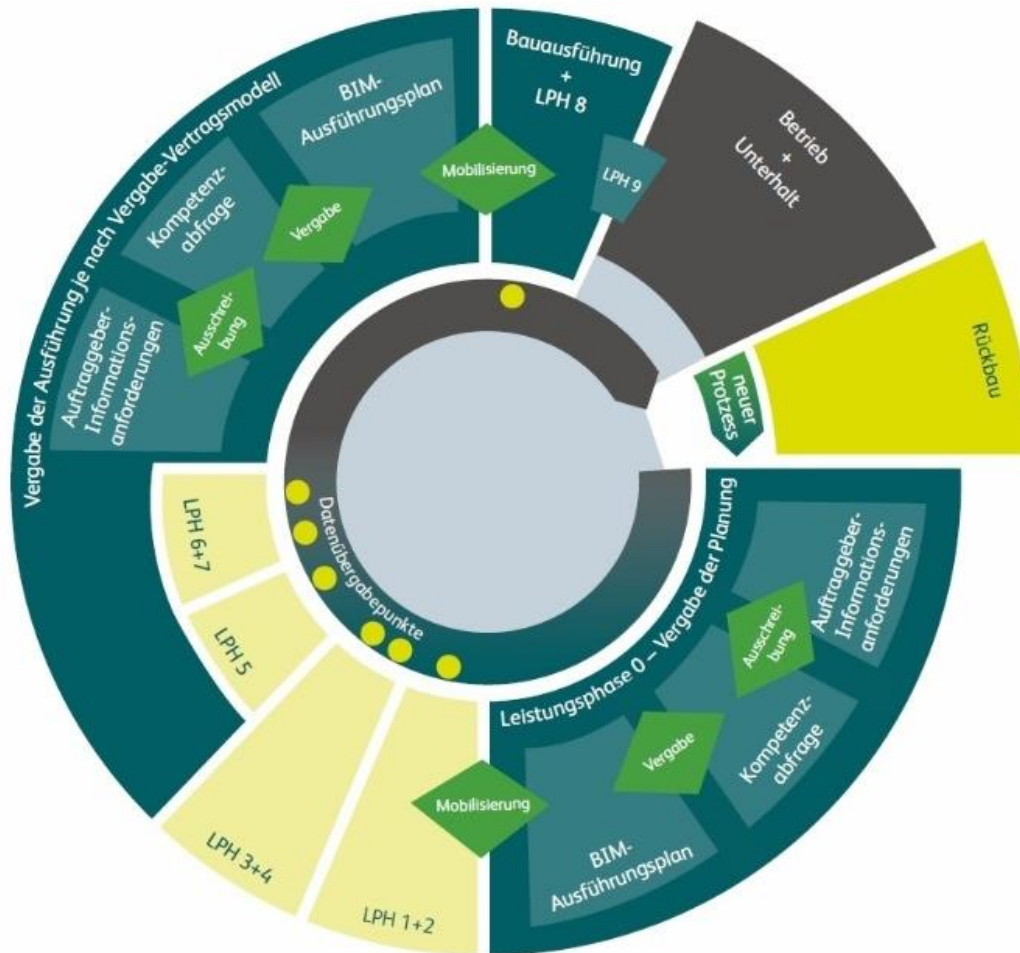 Bauausführung
+
LPH 8
LPH 9
Betrieb
+
Unterhalt
Rückbau
neuer
Protzess
Leistungsphase 0 – Vergabe der Planung
Auftraggeber-
Informations-
anforderungen
Ausschrei-
bung
Kompetenz-
abfrage
Vergabe
BIM-
Ausführungsplan
Mobilisierung
LPH 1+2
LPH 3+4
LPH 5
LPH 6+7
Datenübergabepunkte
Vergabe der Ausführung je nach Vergabe-Vertragsmodell
Auftraggeber-
Informations-
anforderungen
Ausschrei-
bung
Kompetenz-
abfrage
Vergabe
BIM-
Ausführungsplan
Mobilisierung